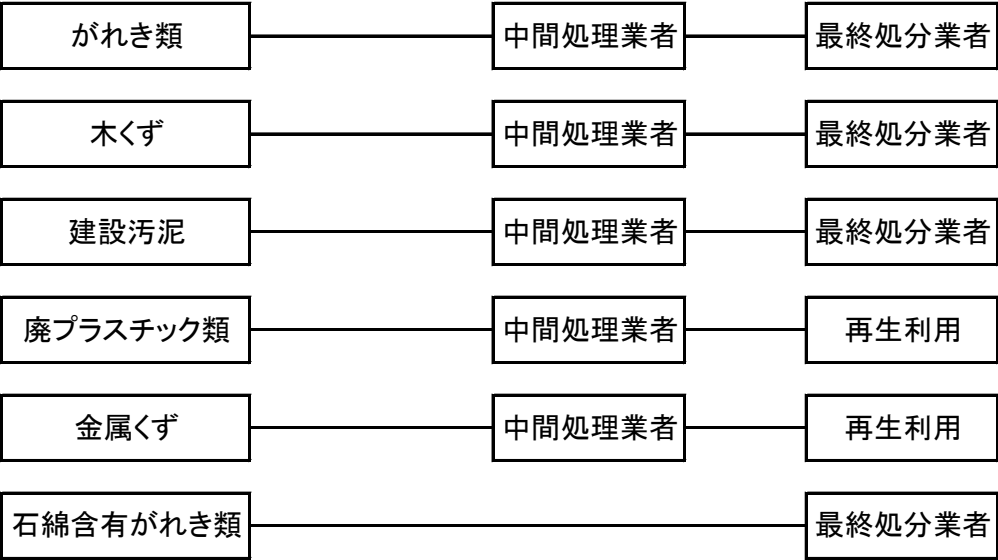 がれき類 中間処理業者 最終処分業者
木くず 中間処理業者 最終処分業者
建設汚泥 中間処理業者 最終処分業者
廃プラスチック類 中間処理業者 再生利用
金属くず 中間処理業者 再生利用
石綿含有がれき類 最終処分業者